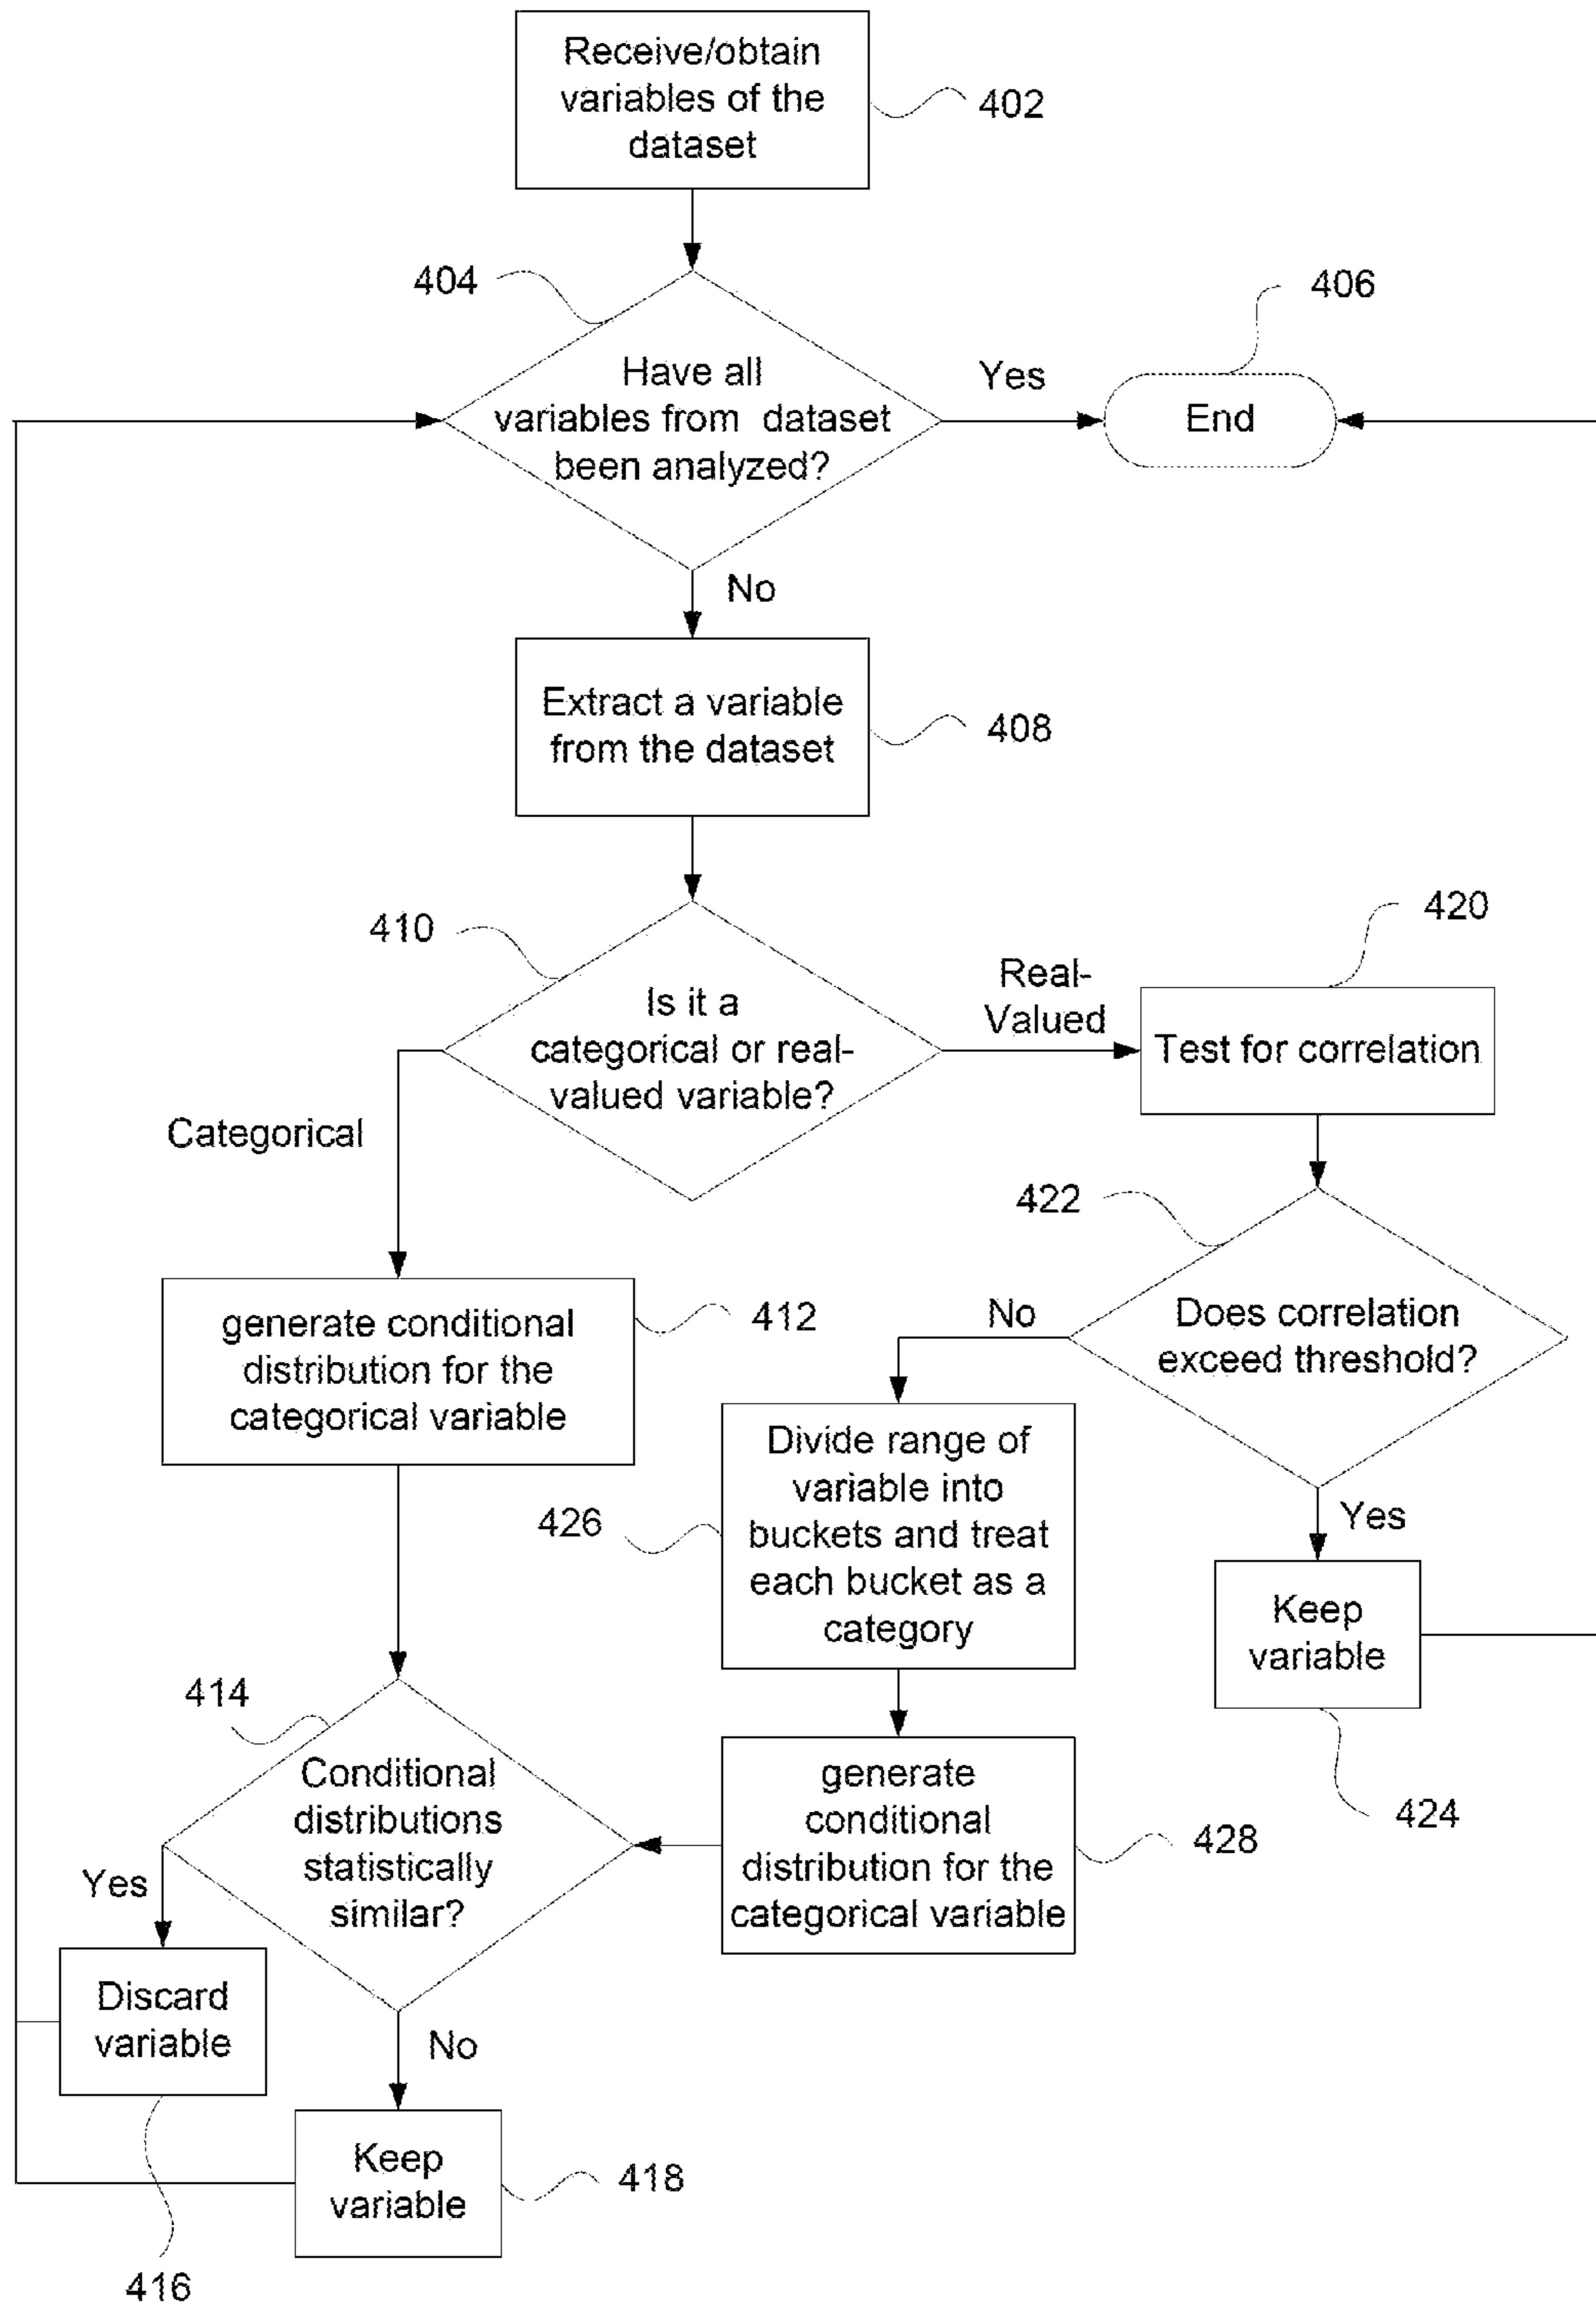 Receive/obtain
variables of the
dataset
402
404
406
Have all
variables from dataset
been analyzed?
Yes
End
No
Extract a variable
from the dataset
408
410
420
Is it a
categorical or real-
valued variable?
Real-
Valued
Test for correlation
Categorical
422
generate conditional
distribution for the
categorical variable
412
No
Does correlation
exceed threshold?
Divide range of
variable into
buckets and treat
each bucket as a
category
426
Yes
Keep
variable
424
414
Conditional
distributions
statistically
similar?
generate
conditional
distribution for the
categorical variable
428
Yes
Discard
variable
No
Keep
variable
418
416